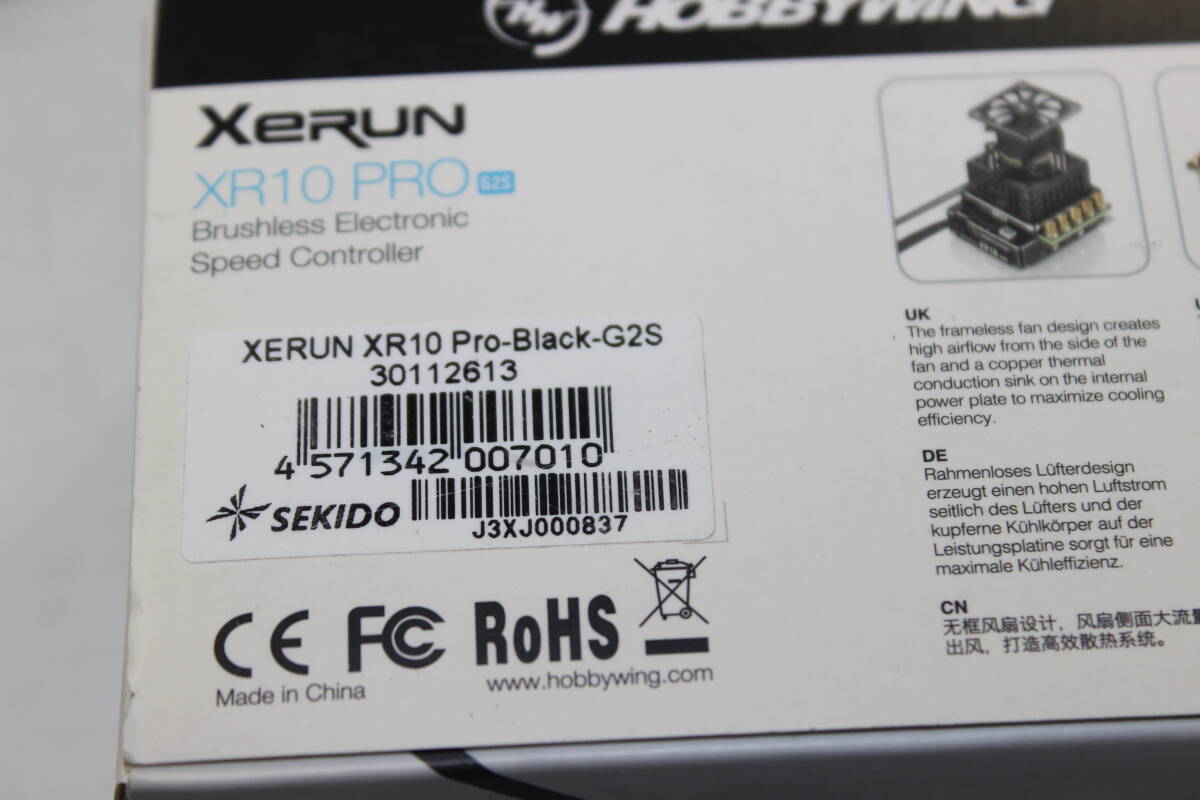 HOBBYWING
XERUN
XR10 PRO G2S
Brushless Electronic
Speed Controller
XERUN XR10 Pro-Black-G2S
30112613
4 571342 007010
SEKIDO
J3XJ000837
CE FC RoHS
Made in China
www.hobbywing.com
UK
The frameless fan design creates
high airflow from the side of the
fan and a copper thermal
conduction sink on the internal
power plate to maximize cooling
efficiency.
DE
Rahmenloses Lüfterdesign
erzeugt einen hohen Luftstrom
seitlich des Lüfters und der
kupferne Kühlkörper auf der
Leistungsplatine sorgt für eine
maximale Kühleffizienz.
CN
无框风扇设计，风扇侧面大流量
出风，打造高效散热系统。